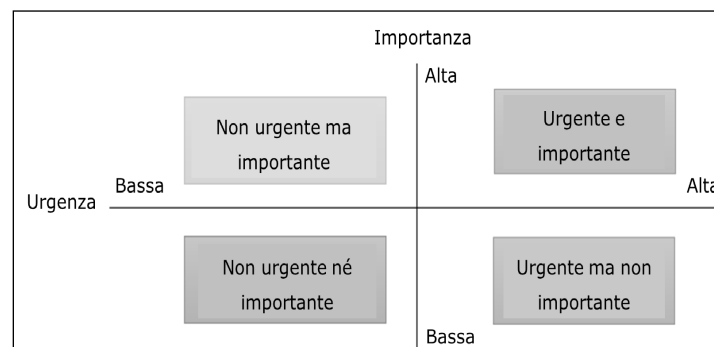 Importanza
Alta
Non urgente ma
importante
Urgente e
importante
Bassa
Alta
Urgenza
Non urgente né
importante
Urgente ma non
importante
Bassa